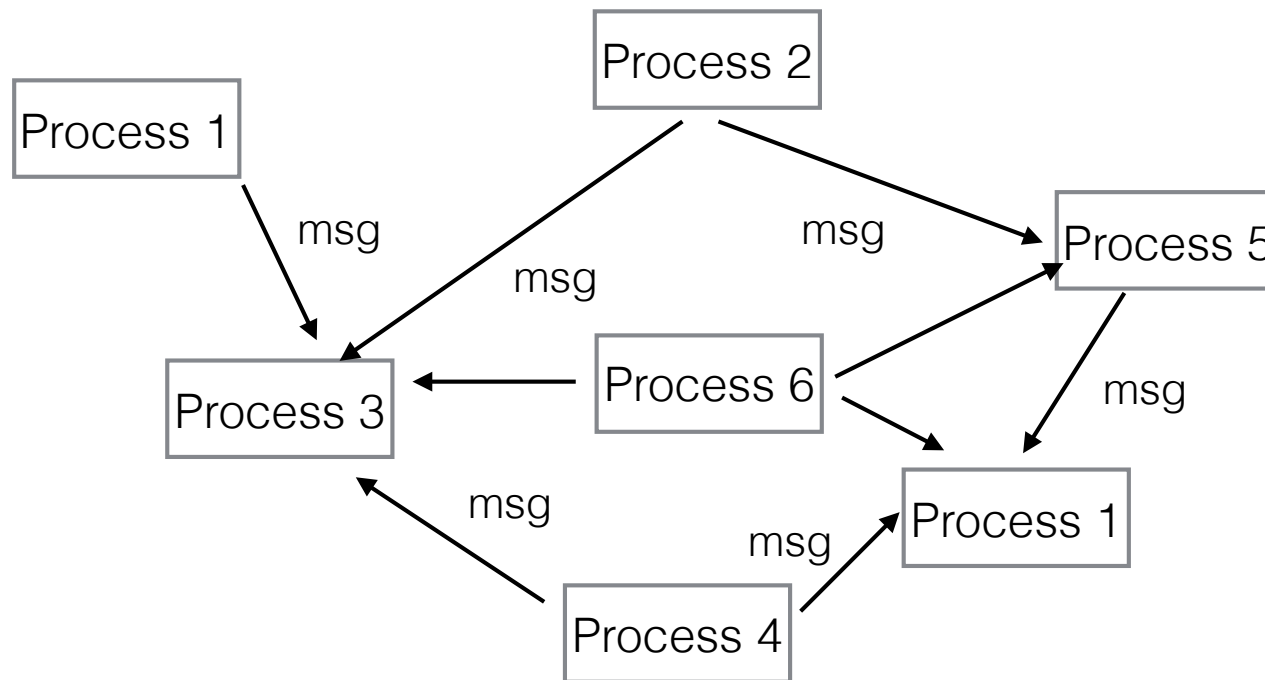 Process 2
Process 1
msg
msg
Process 5
msg
Process 6
msg
Process 3
msg
Process 1
msg
Process 4